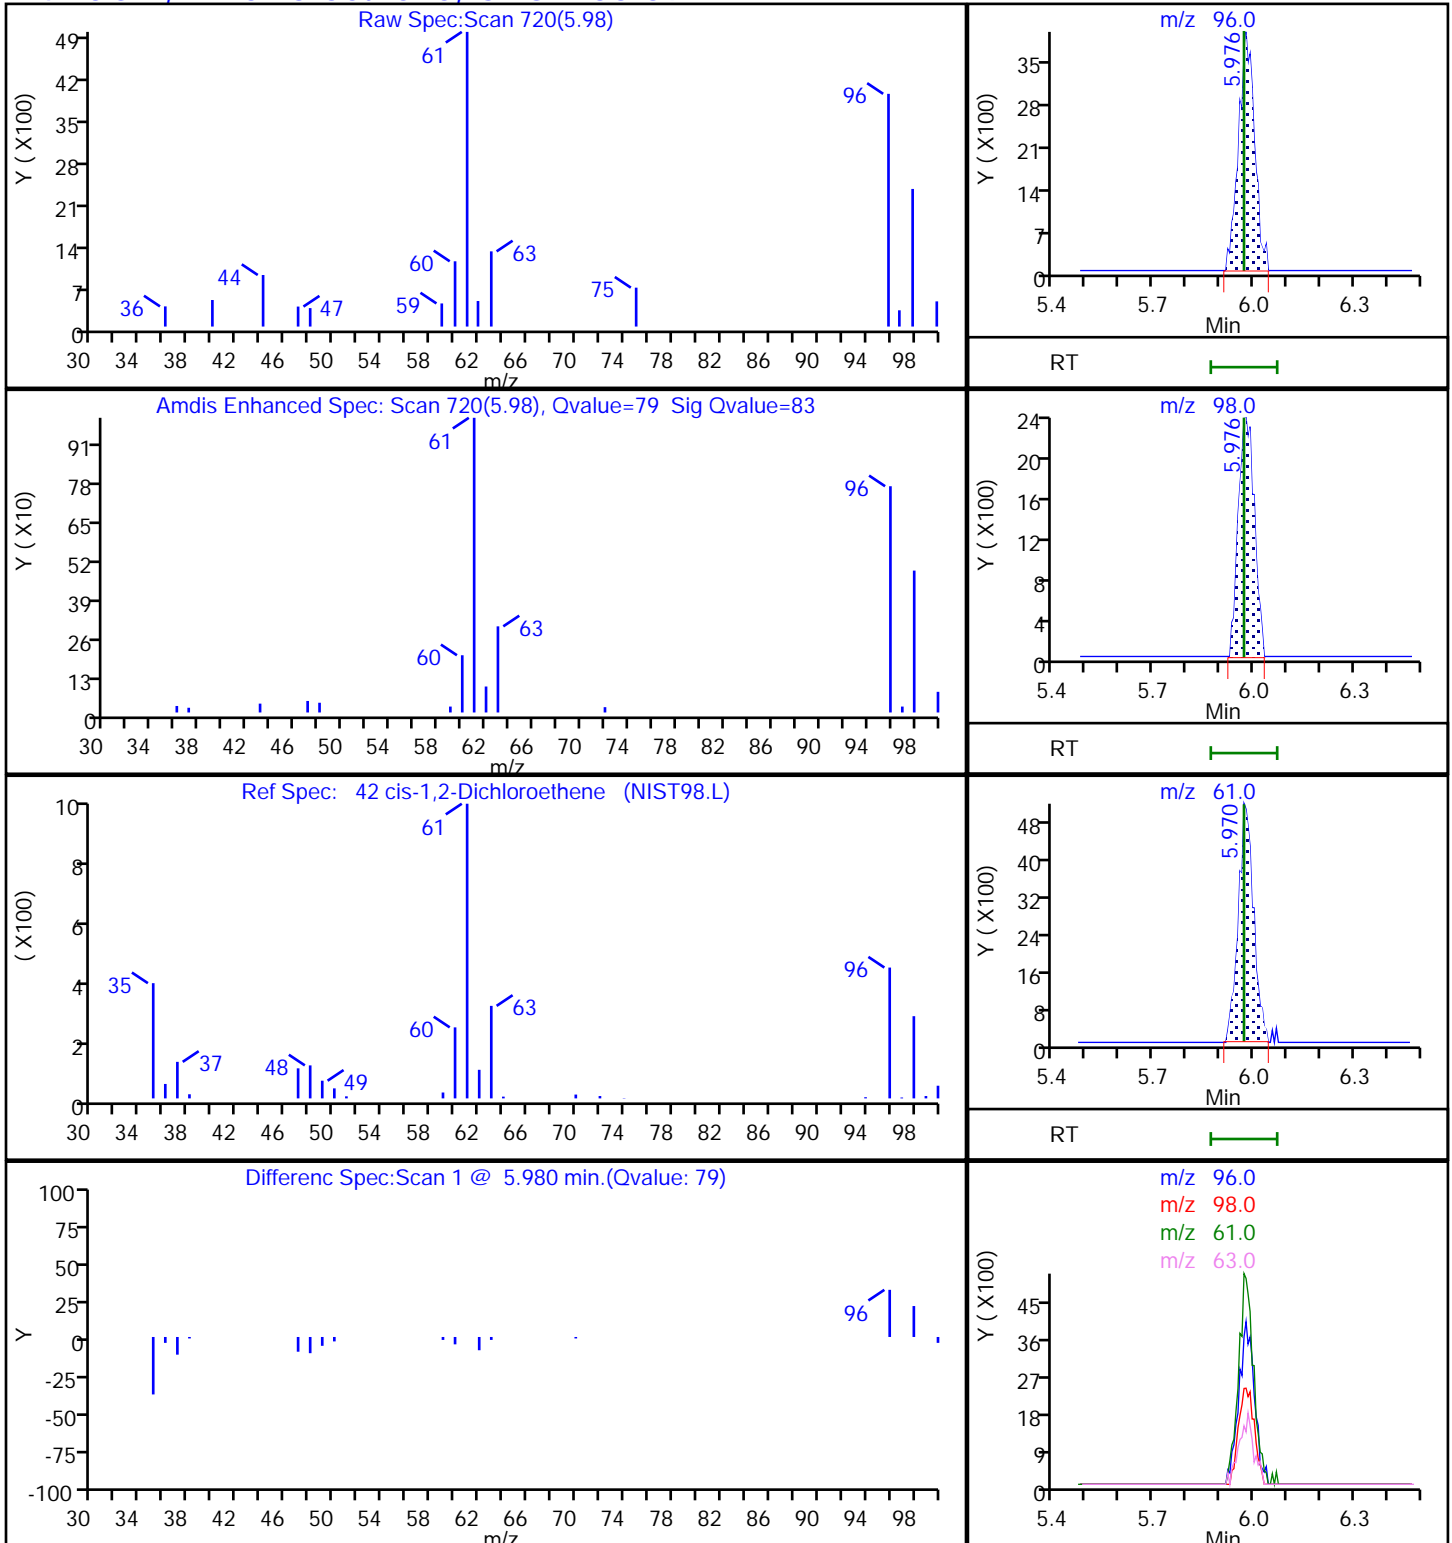 Raw Spec:Scan 720(5.98)
Y ( X100)
49
42
35
28
21
14
7
0
61
96
36
44
47
59
60
63
75
30 34 38 42 46 50 54 58 62 66 70 74 78 82 86 90 94 98
m/z
m/z 96.0
Y ( X100)
35
28
21
14
7
0
5.976
5.4 5.7 6.0 6.3
Min
RT
Amdis Enhanced Spec: Scan 720(5.98), Qvalue=79 Sig Qvalue=83
Y ( X10)
91
78
65
52
39
26
13
0
61
96
60
63
30 34 38 42 46 50 54 58 62 66 70 74 78 82 86 90 94 98
m/z
m/z 98.0
Y ( X100)
24
20
16
12
8
4
0
5.976
5.4 5.7 6.0 6.3
Min
RT
Ref Spec: 42 cis-1,2-Dichloroethene (NIST98.L)
( X100)
10
8
6
4
2
0
61
96
35
37
48
49
60
63
30 34 38 42 46 50 54 58 62 66 70 74 78 82 86 90 94 98
m/z 61.0
Y ( X100)
48
40
32
24
16
8
0
5.970
5.4 5.7 6.0 6.3
Min
RT
Differenc Spec:Scan 1 @ 5.980 min.(Qvalue: 79)
Y
100
75
50
25
0
-25
-50
-75
-100
96
30 34 38 42 46 50 54 58 62 66 70 74 78 82 86 90 94 98
m/z
m/z 96.0
m/z 98.0
m/z 61.0
m/z 63.0
Y ( X100)
45
36
27
18
9
0
5.4 5.7 6.0 6.3
Min